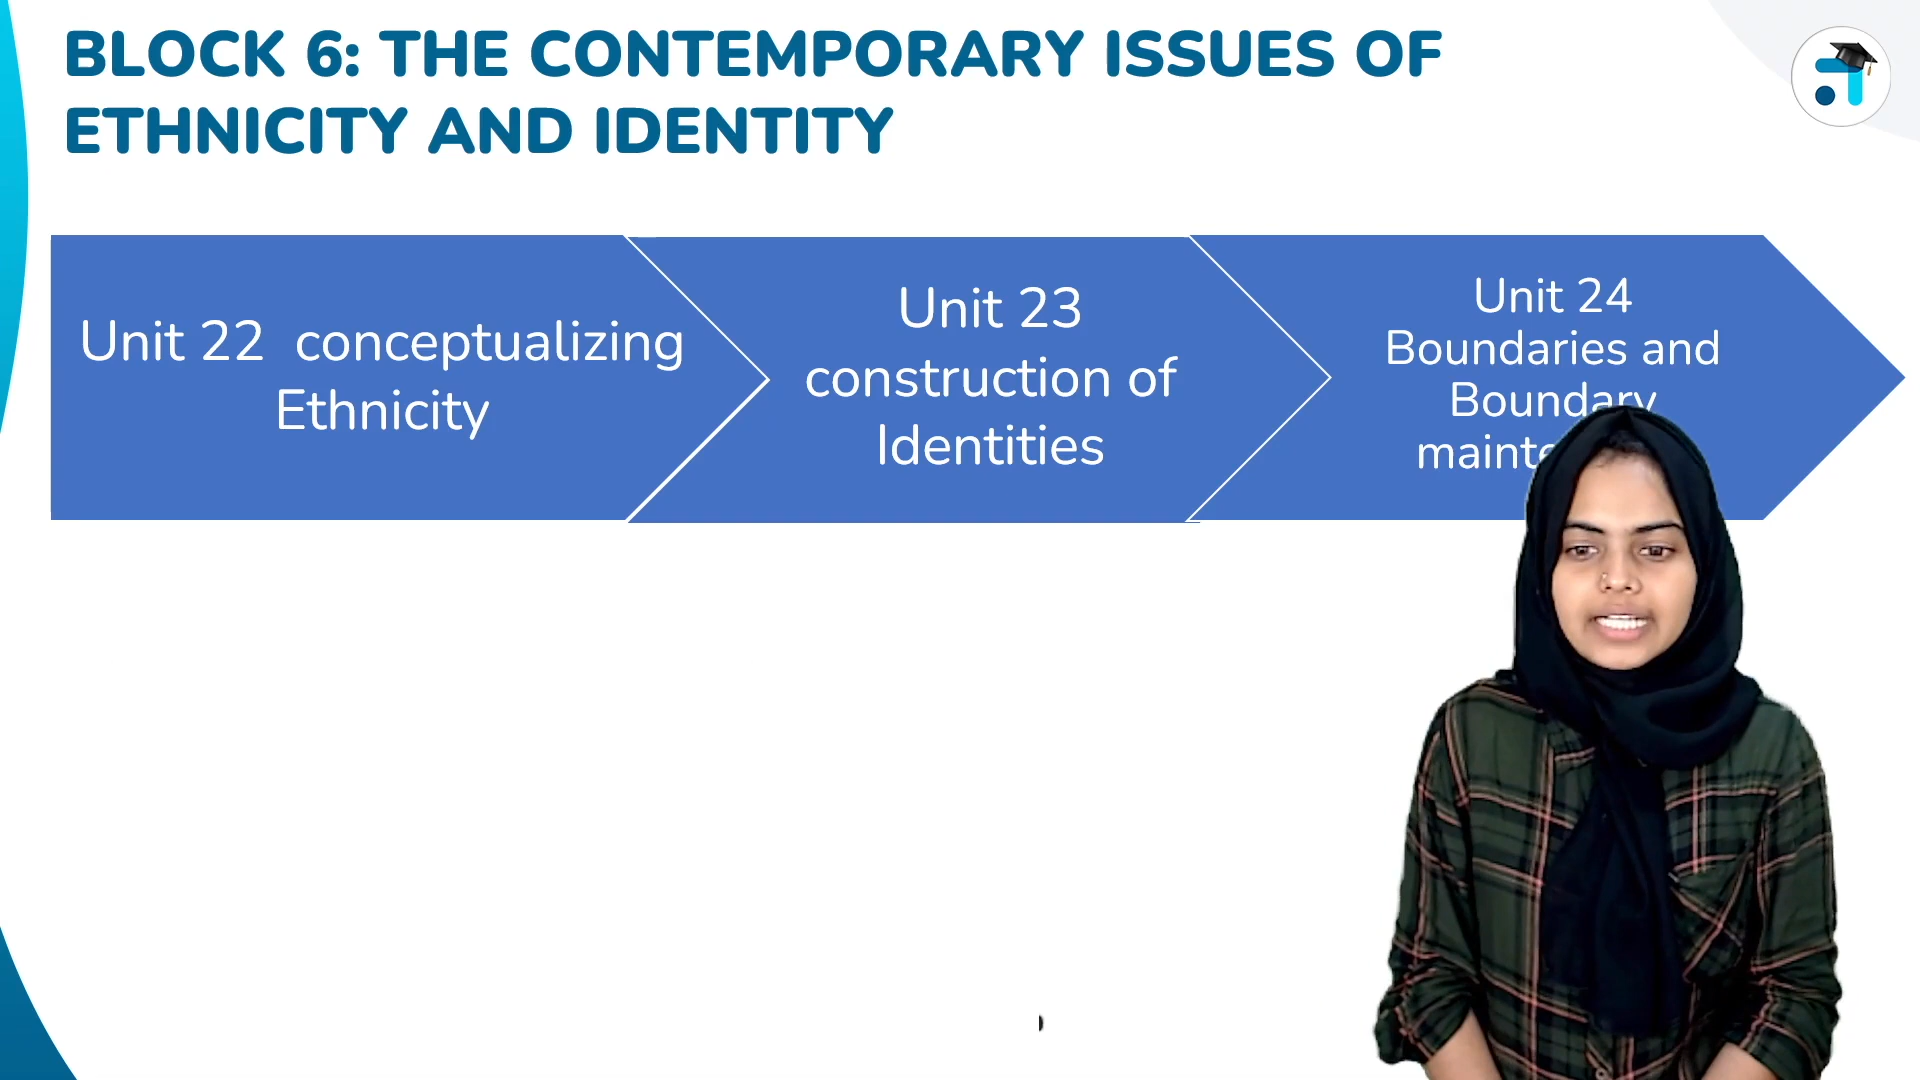 BLOCK 6: THE CONTEMPORARY ISSUES OF
ETHNICITY AND IDENTITY
Unit 22 conceptualizing
Ethnicity
Unit 23
construction of
Identities
Unit 24
Boundaries and
Boundary